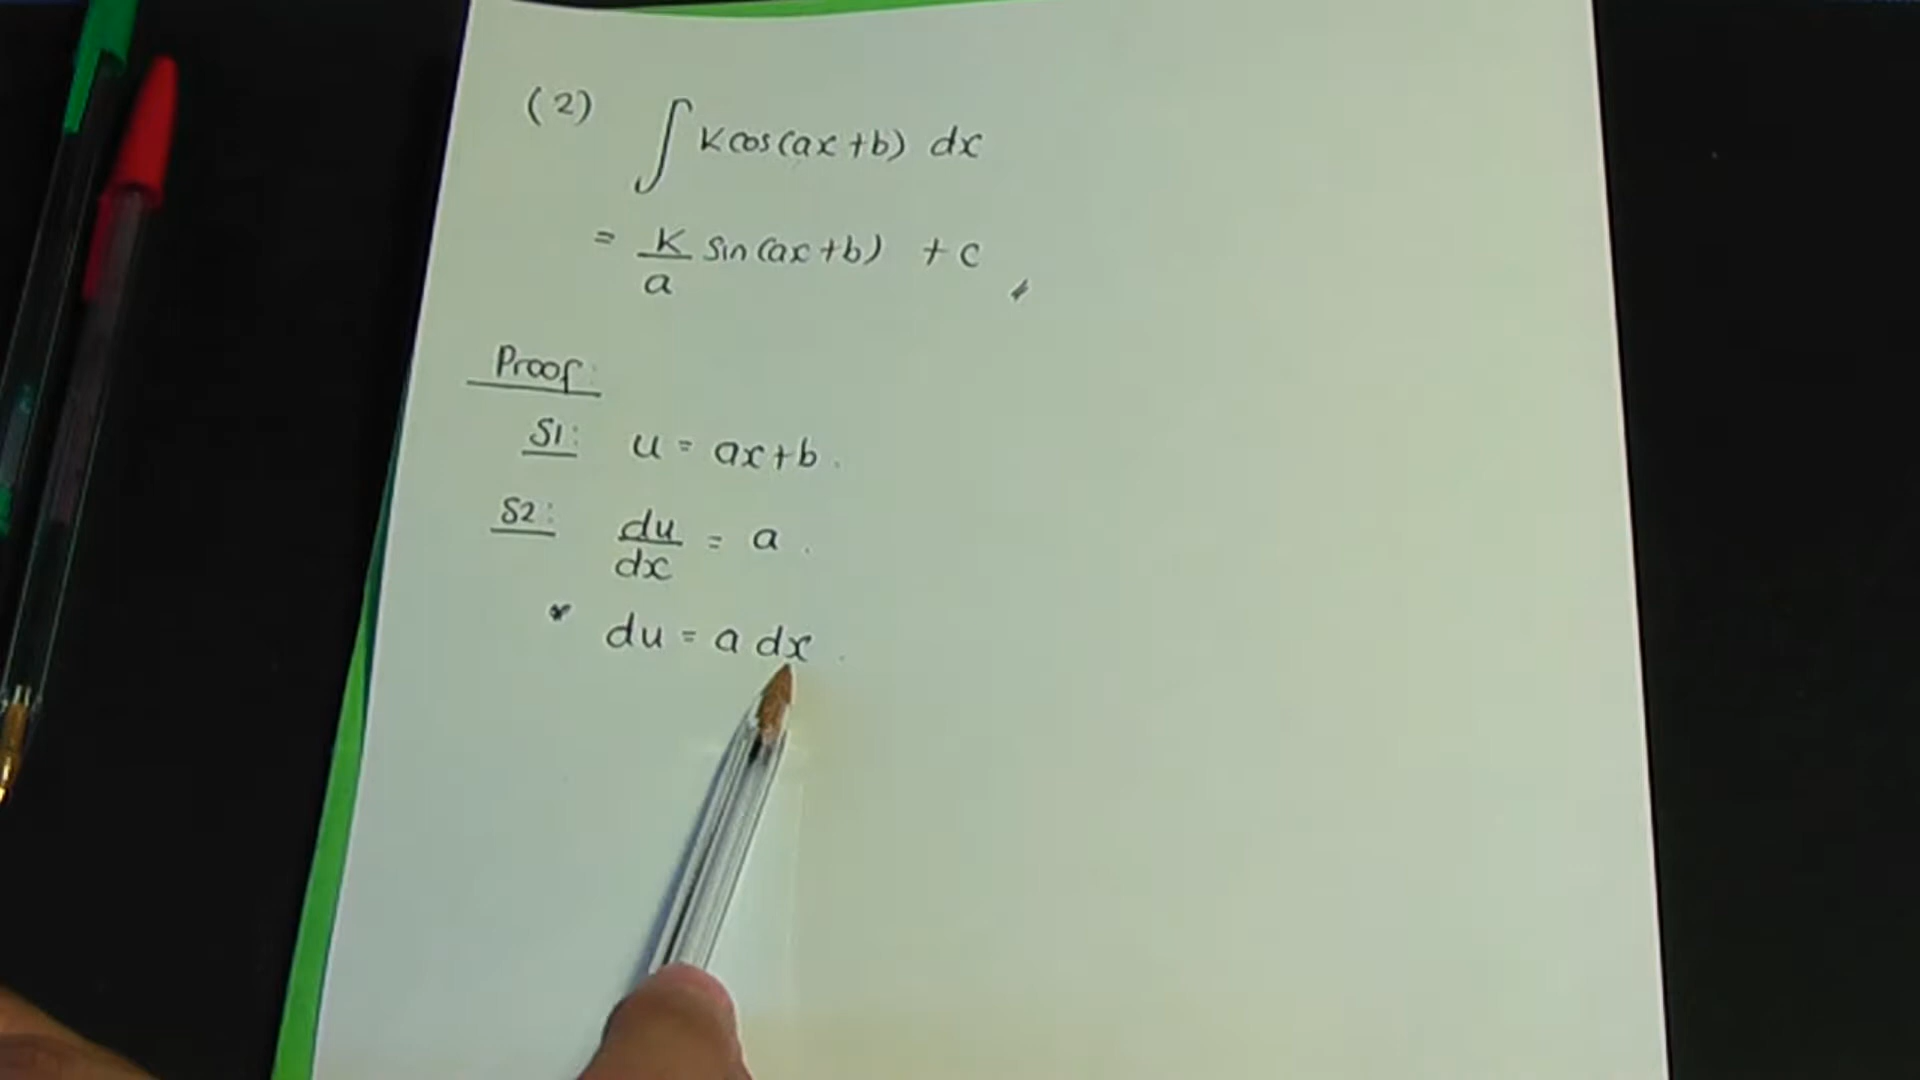 (2) ∫ K cos(ax+b) dx
= K/a sin(ax+b) + c
Proof:
S1: u = ax+b.
S2: du/dx = a.
* du = a dx.